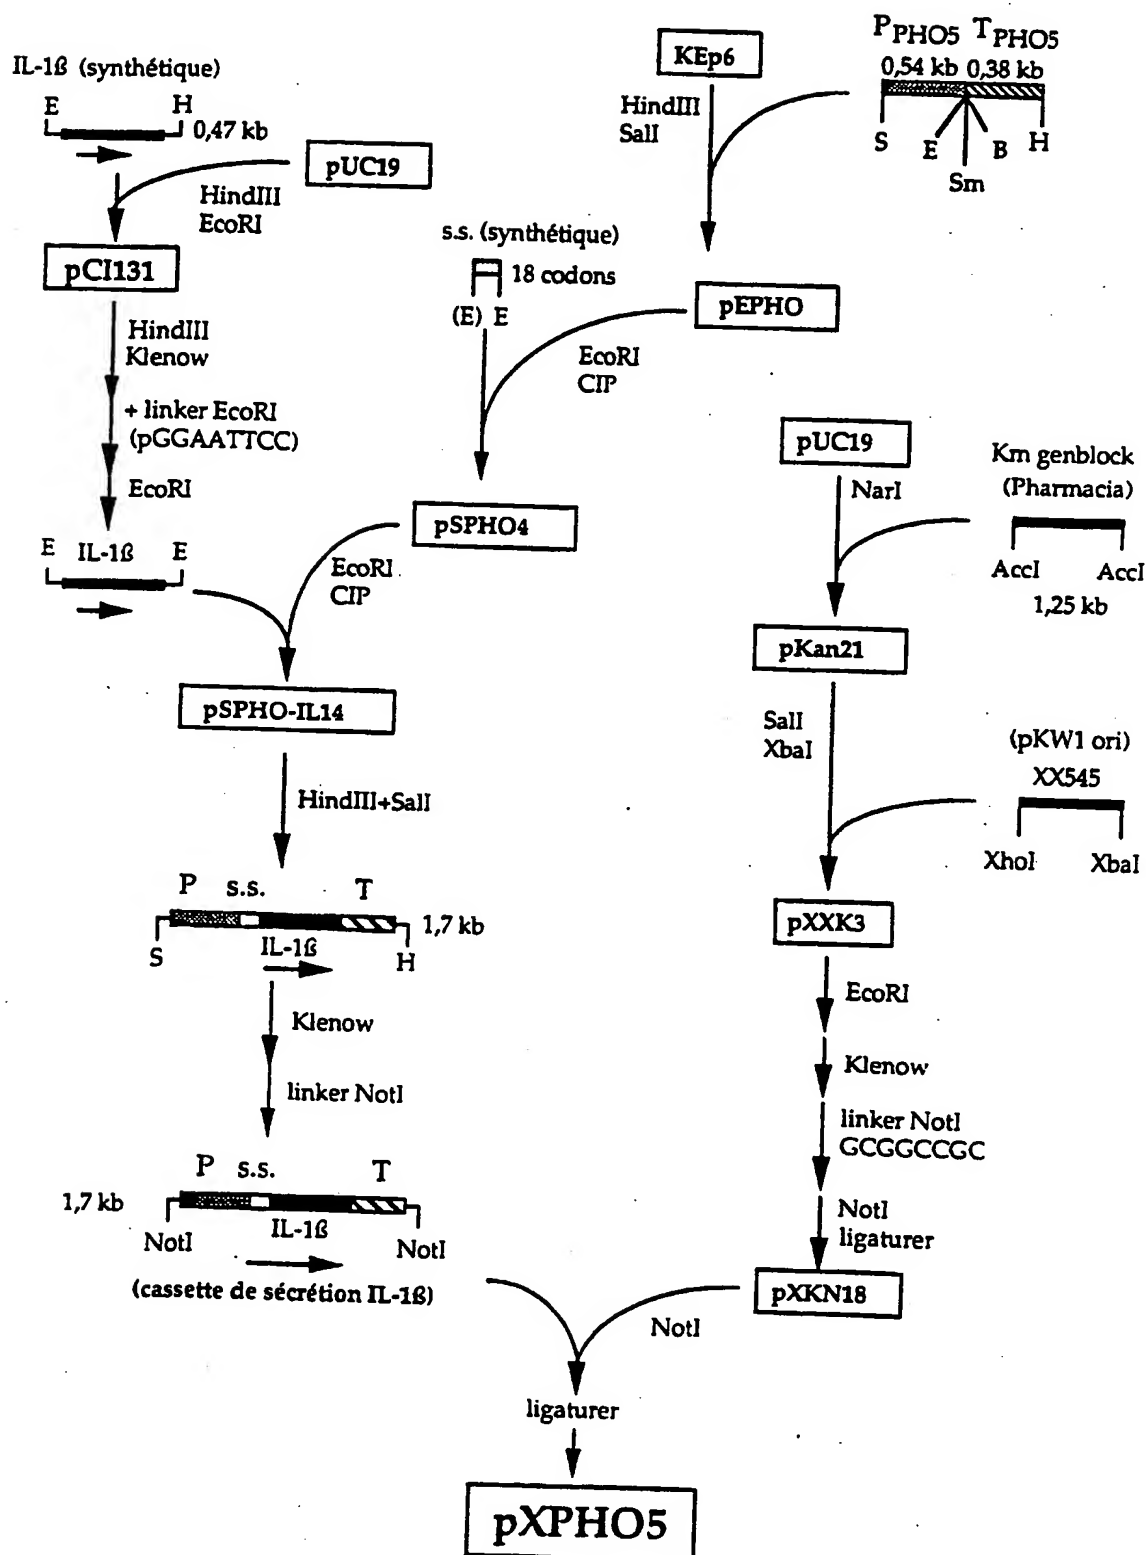 IL-1ß (synthétique)
E H
0,47 kb
pUC19
HindIII
EcoRI
pCI131
HindIII
Klenow
+ linker EcoRI
(pGGAATTCC)
EcoRI
E IL-1ß E
KEp6
HindIII
SalI
PPHO5 TPHO5
0,54 kb 0,38 kb
S E Sm B H
s.s. (synthétique)
18 codons
(E) E
pEPHO
EcoRI
CIP
pSPHO4
EcoRI
CIP
pSPHO-IL14
HindIII+SalI
P s.s. T
1,7 kb
S IL-1ß H
Klenow
linker NotI
P s.s. T
1,7 kb
NotI IL-1ß NotI
(cassette de sécrétion IL-1ß)
pUC19
NarI
Km genblock
(Pharmacia)
AccI AccI
1,25 kb
pKan21
SalI
XbaI
(pKW1 ori)
XX545
XhoI XbaI
pXXK3
EcoRI
Klenow
linker NotI
GCGGCCGC
NotI
ligaturer
pXKN18
NotI
ligaturer
pXPHO5